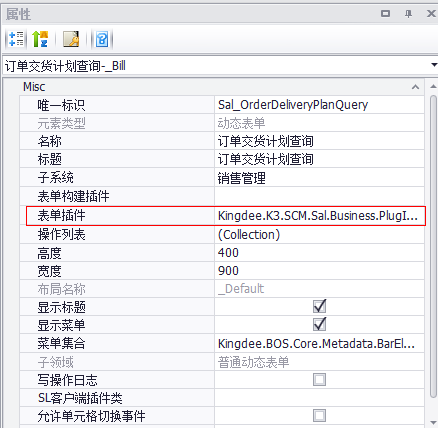 属性
订单交货计划查询-_Bill
Misc
唯一标识 Sal_OrderDeliveryPlanQuery
元素类型 动态表单
名称 订单交货计划查询
标题 订单交货计划查询
子系统 销售管理
表单构建插件
表单插件 Kingdee.K3.SCM.Sal.Business.PlugI...
操作列表 (Collection)
高度 400
宽度 900
布局名称 _Default
显示标题
显示菜单
菜单集合 Kingdee.BOS.Core.Metadata.BarEl...
子领域 普通动态表单
写操作日志
SL客户端插件类
允许单元格切换事件